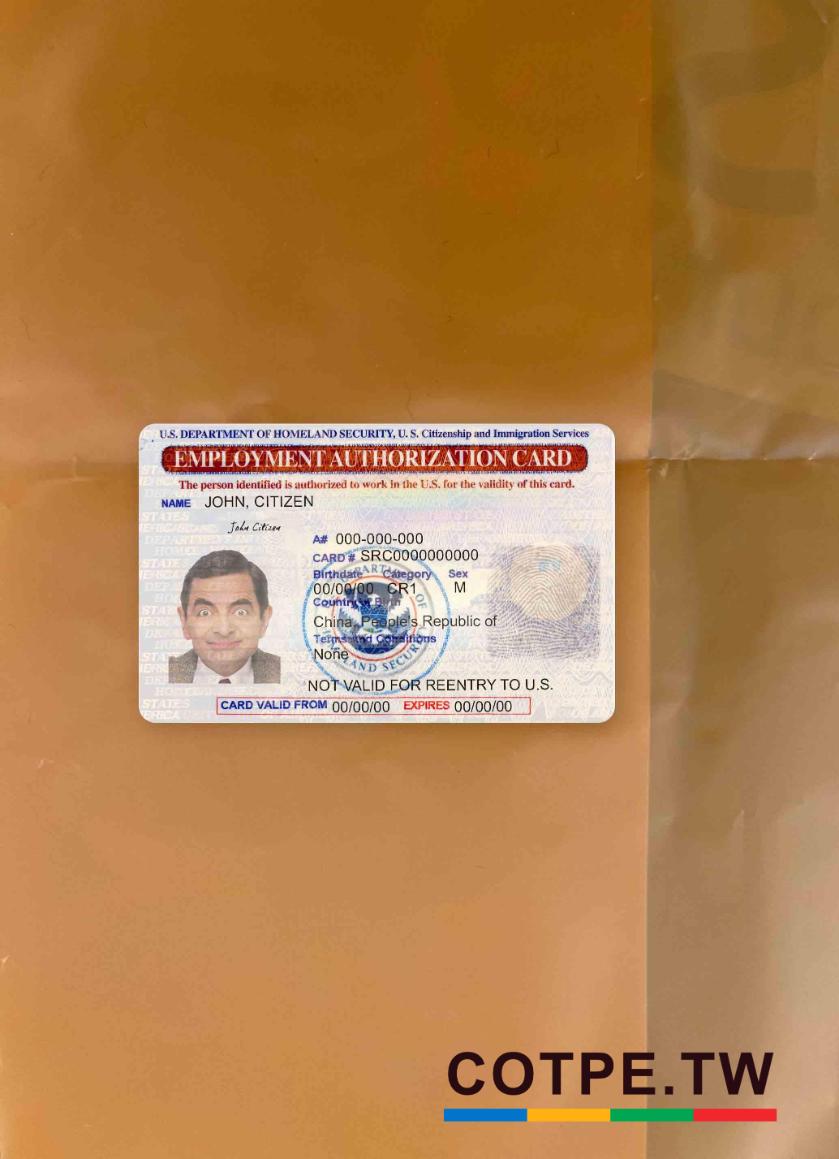 U.S. DEPARTMENT OF HOMELAND SECURITY, U. S. Citizenship and Immigration Services
EMPLOYMENT AUTHORIZATION CARD
The person identified is authorized to work in the U.S. for the validity of this card.
NAME JOHN, CITIZEN
John Citizen
A# 000-000-000
CARD # SRC0000000000
Birthdate Category Sex
00/00/00 CR1 M
Country of Birth
China, People's Republic of
Terms and Conditions
None
NOT VALID FOR REENTRY TO U.S.
CARD VALID FROM 00/00/00 EXPIRES 00/00/00
COTPE.TW